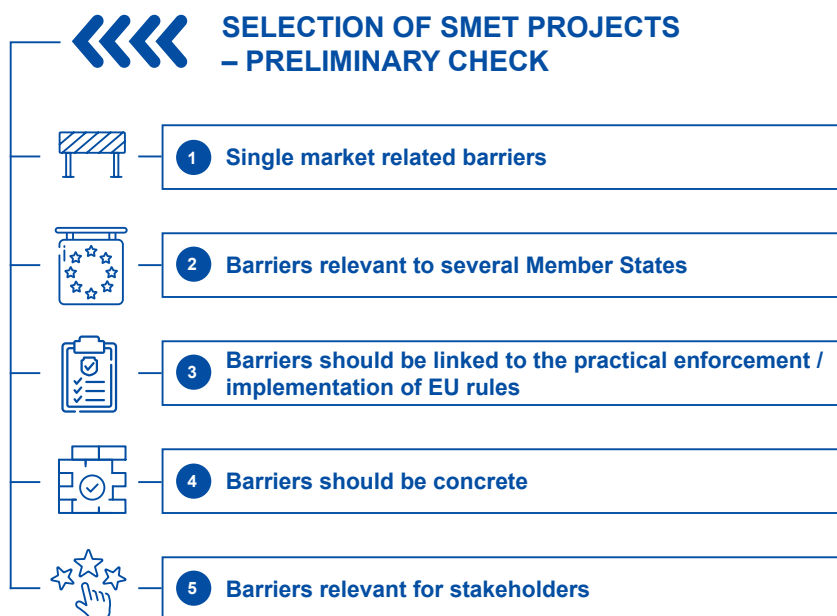 SELECTION OF SMET PROJECTS
– PRELIMINARY CHECK
1 Single market related barriers
2 Barriers relevant to several Member States
3 Barriers should be linked to the practical enforcement /
implementation of EU rules
4 Barriers should be concrete
5 Barriers relevant for stakeholders